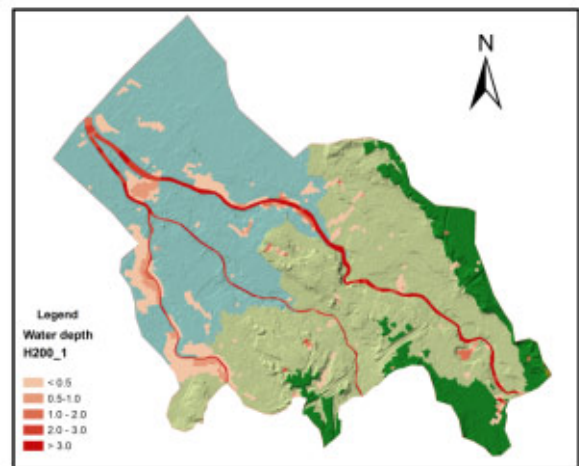 N
Legend
Water depth
H200_1
< 0.5
0.5-1.0
1.0 - 2.0
2.0 - 3.0
> 3.0